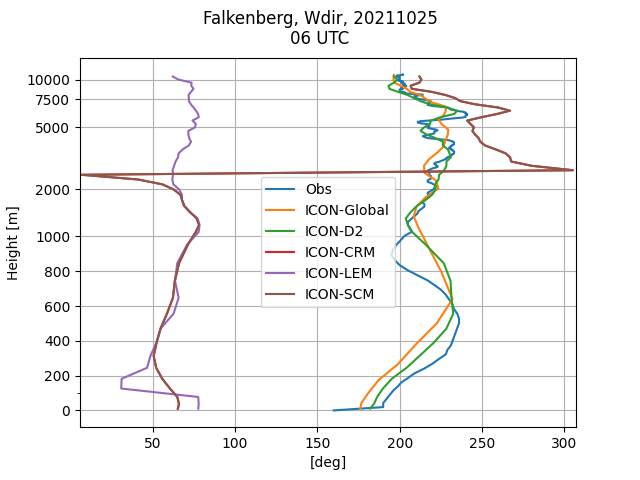 Falkenberg, Wdir, 20211025
06 UTC
10000
7500
5000
2000
1000
800
600
400
200
0
Height [m]
Obs
ICON-Global
ICON-D2
ICON-CRM
ICON-LEM
ICON-SCM
50 100 150 200 250 300
[deg]